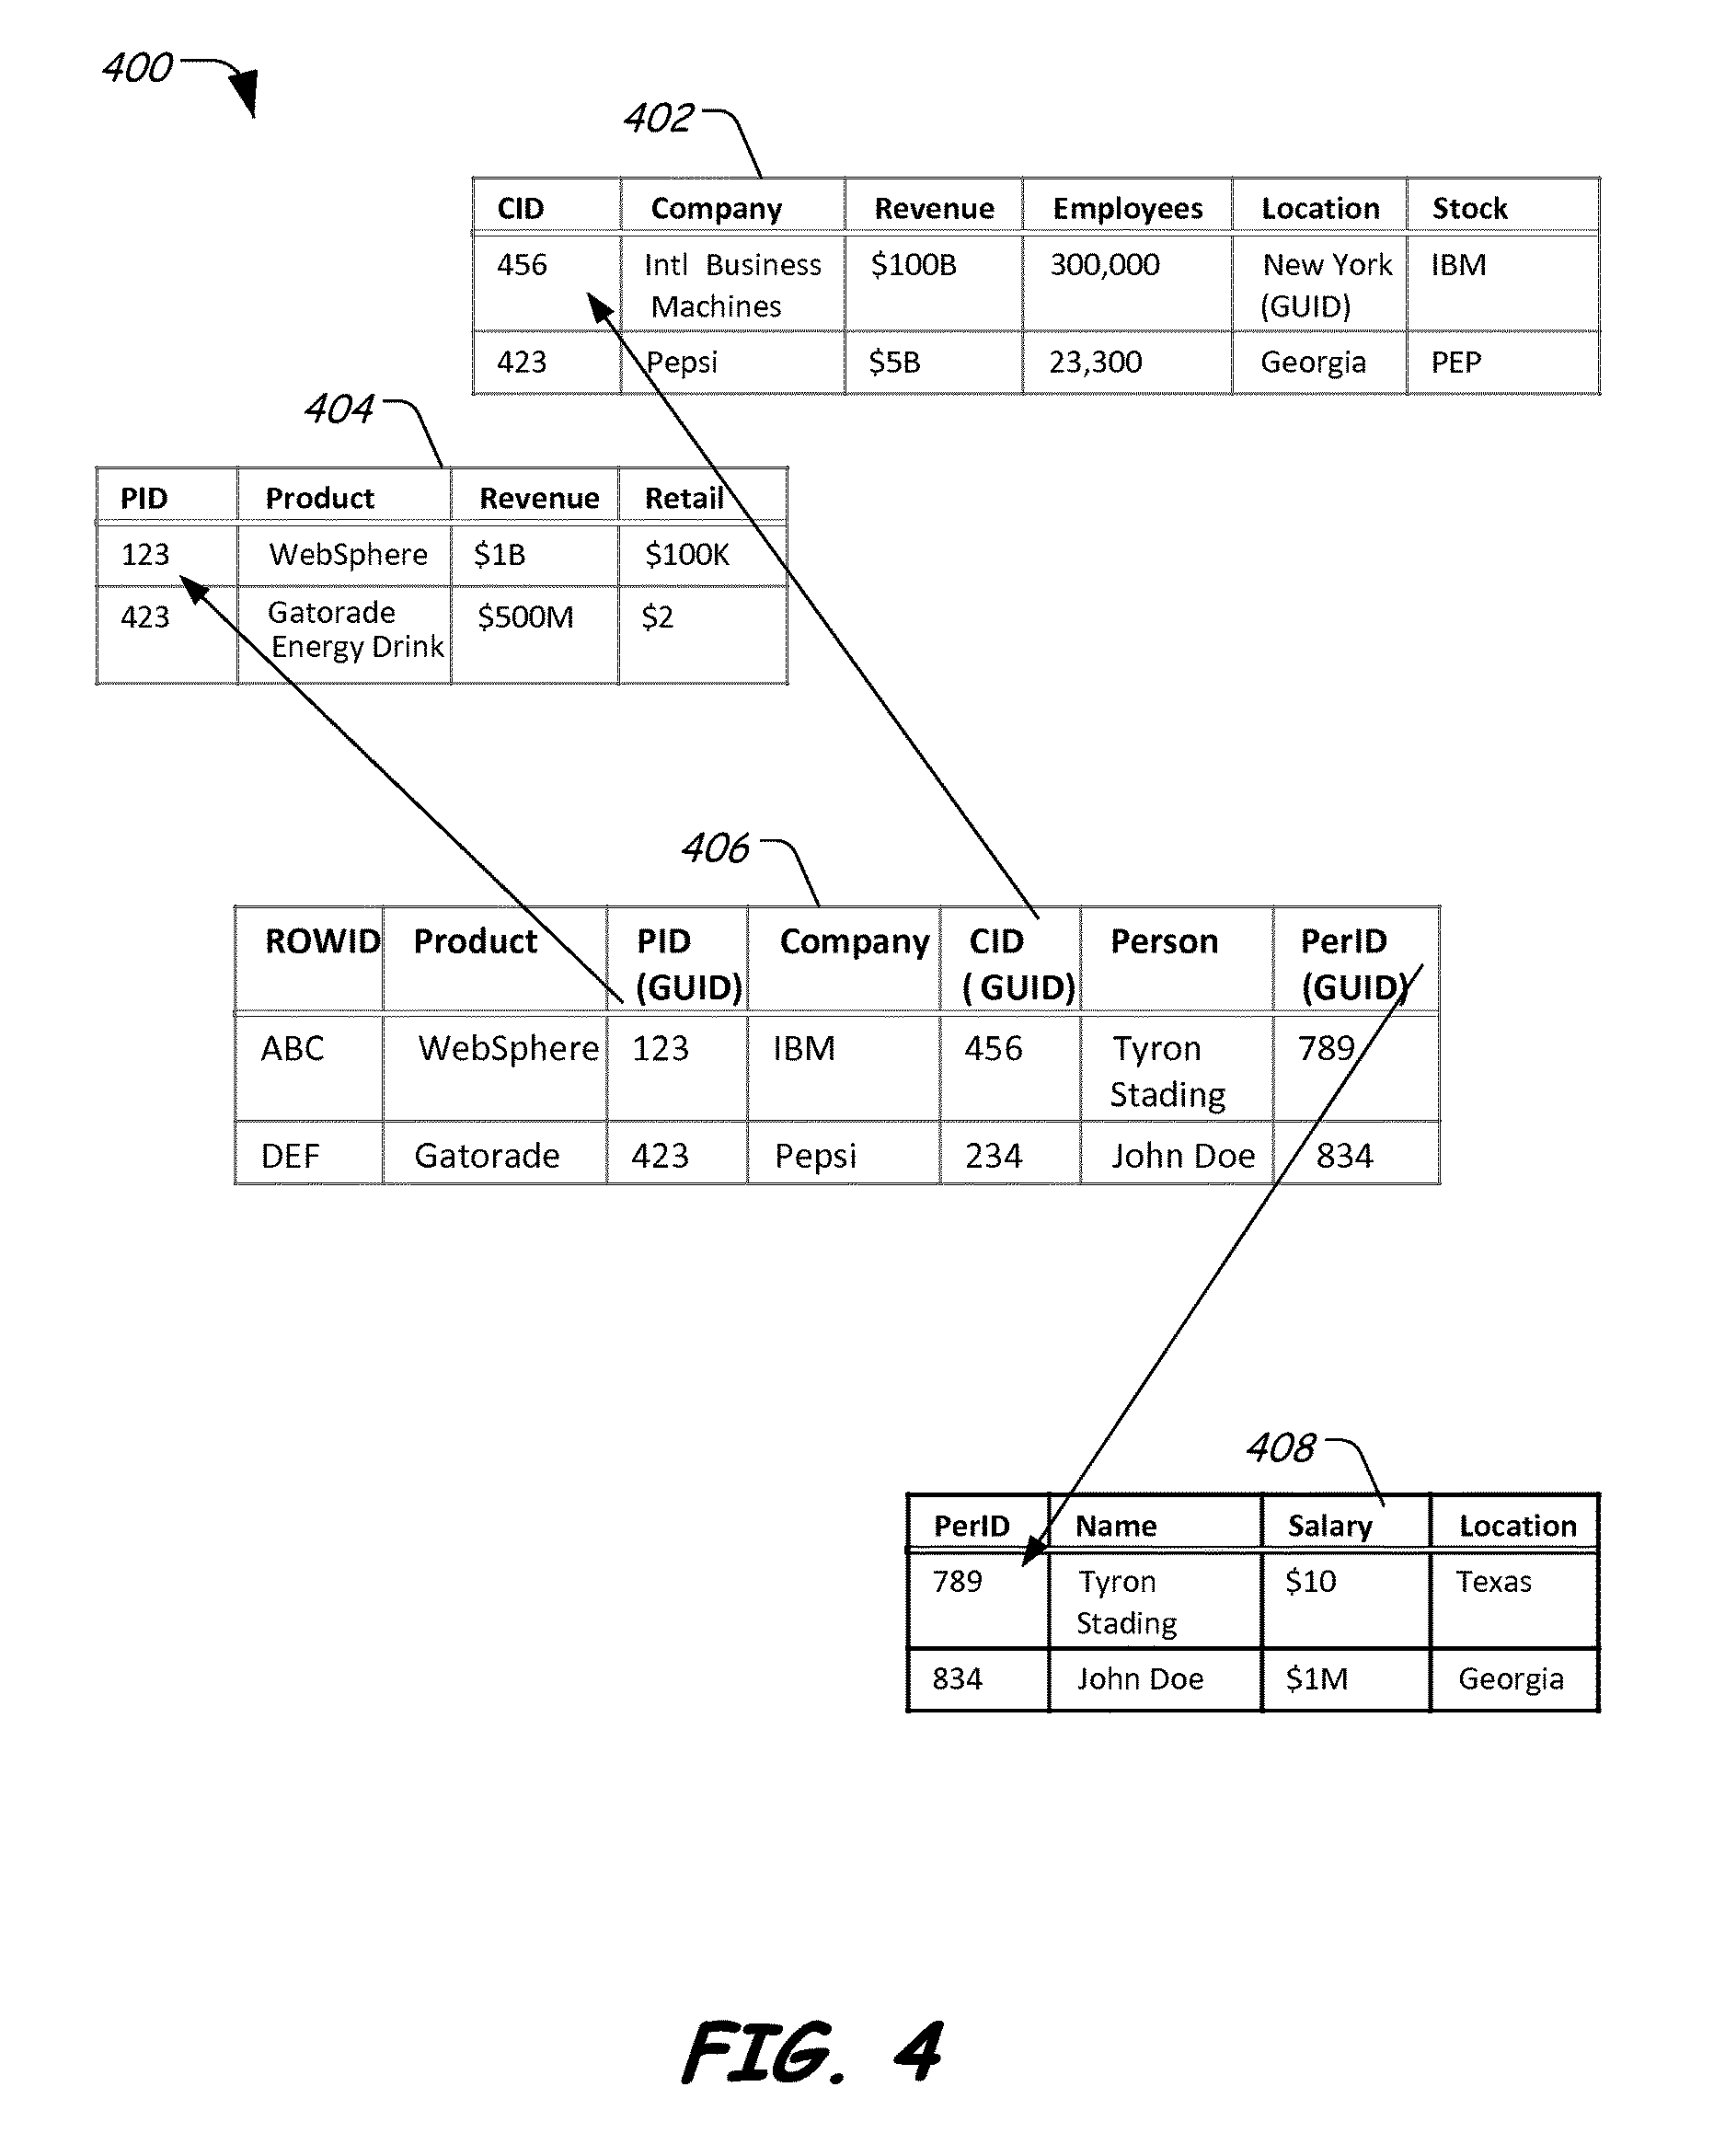 400
402
CID Company Revenue Employees Location Stock
456 Intl Business $100B 300,000 New York IBM
Machines (GUID)
423 Pepsi $5B 23,300 Georgia PEP
404
PID Product Revenue Retail
123 WebSphere $1B $100K
423 Gatorade $500M $2
Energy Drink
406
ROWID Product PID Company CID Person PerID
(GUID) ( GUID) (GUID)
ABC WebSphere 123 IBM 456 Tyron 789
Stading
DEF Gatorade 423 Pepsi 234 John Doe 834
408
PerID Name Salary Location
789 Tyron $10 Texas
Stading
834 John Doe $1M Georgia
FIG. 4